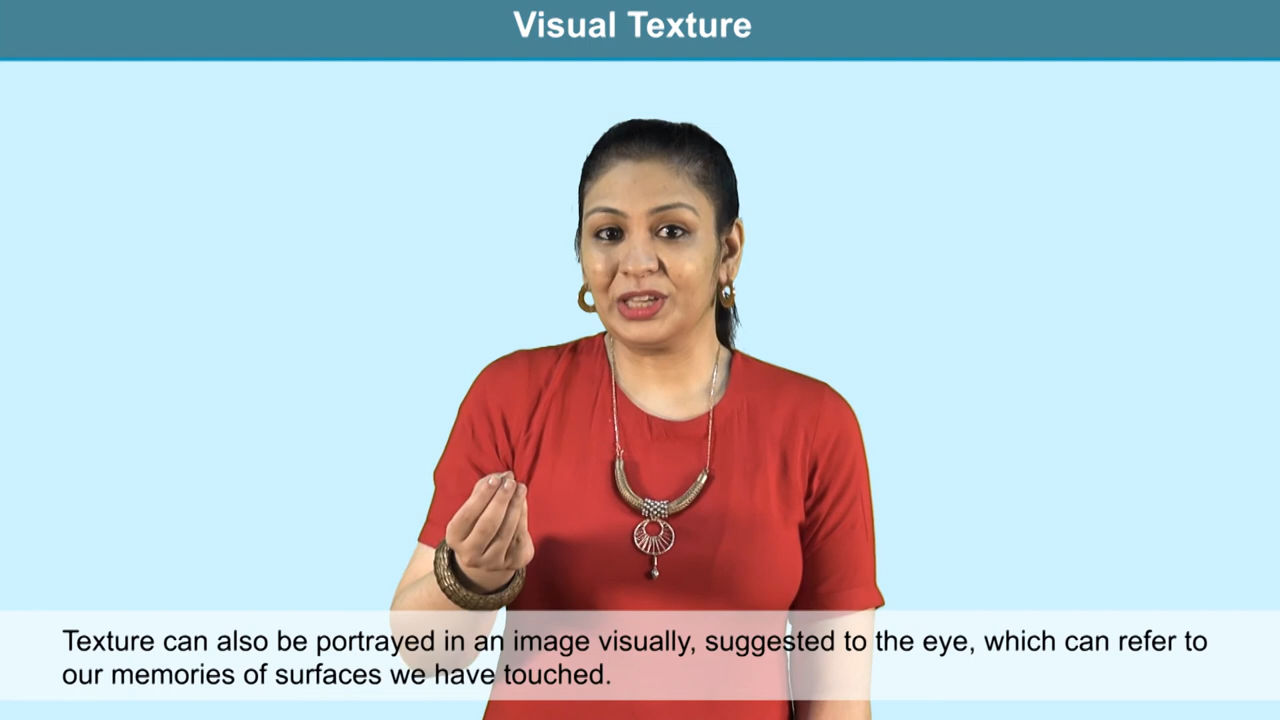 Visual Texture
Texture can also be portrayed in an image visually, suggested to the eye, which can refer to
our memories of surfaces we have touched.